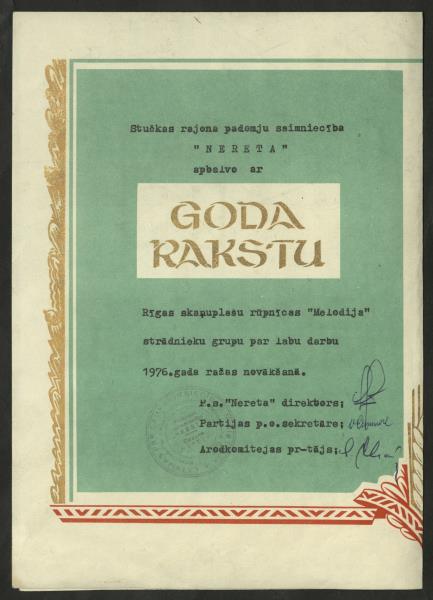 Stučkas rajona padomju saimniecība
"NERETA"
apbalvo ar
GODA
RAKSTU
Rīgas skaņuplašu rūpnīcas "Melodija"
strādnieku grupu par labu darbu
1976.gada ražas novākšanā.
P.s."Nereta" direktors;
Partijas p.o.sekretāre;
Arodkomitejas pr-tājs;